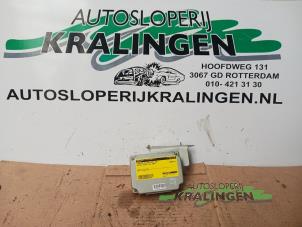 AUTOSLOPERIJ
KRALINGEN
HOOFDWEG 131
3067 GD ROTTERDAM
010- 421 31 30
AUTOSLOPERIJKRALINGEN.NL
AUTOSLOPERIJ
KRALINGEN